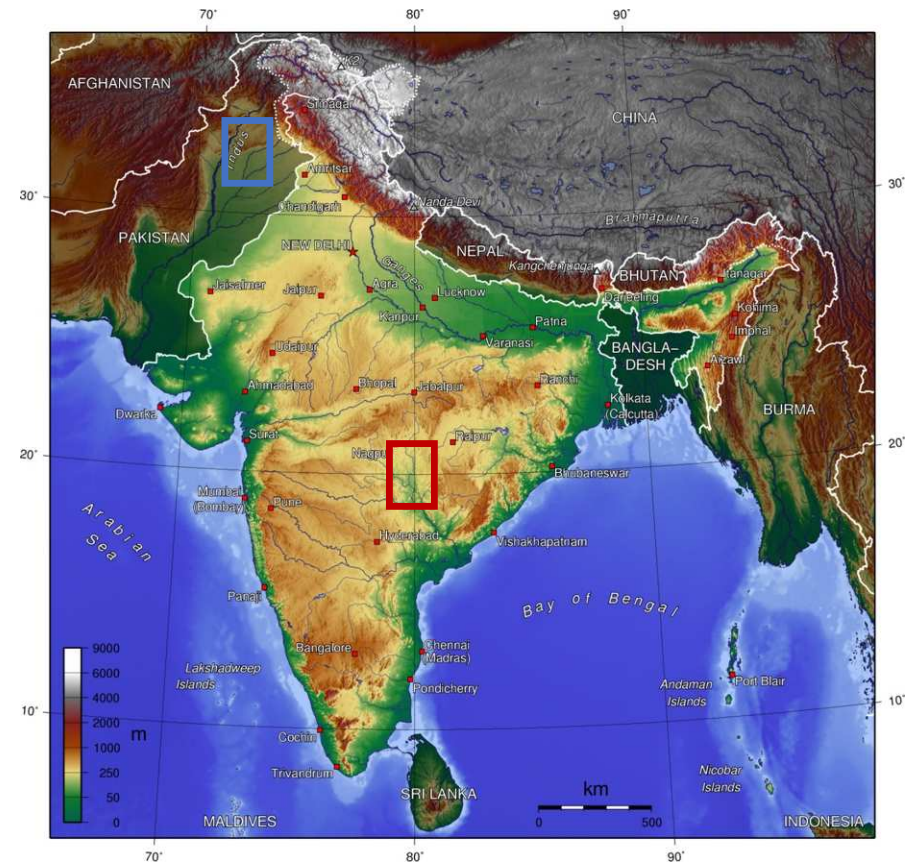 70°
80°
90°
AFGHANISTAN
K2
Srinagar
CHINA
Indus
Amritsar
30°
30°
Chandigarh
Nanda Devi
Brahmaputra
PAKISTAN
NEW DELHI
NEPAL
Kangchenjunga
BHUTAN
Itanagar
Ganges
Jaisalmer
Jaipur
Agra
Lucknow
Darjeeling
Kanpur
Kohima
Patna
Imphal
Varanasi
BANGLA-
DESH
Udaipur
Aizawl
Ahmadabad
Bhopal
Jabalpur
Ranchi
Dwarka
Kolkata
(Calcutta)
BURMA
Surat
Raipur
20°
20°
Bhubaneswar
Mumbai
(Bombay)
Pune
Arabian
Sea
Hyderabad
Vishakhapatnam
Panaji
Bay of Bengal
9000
6000
4000
2000
1000
250
50
0
m
Bangalore
Chennai
(Madras)
Lakshadweep
Islands
Pondicherry
Andaman
Islands
Port Blair
10°
10°
Cochin
Trivandrum
Nicobar
Islands
SRI LANKA
km
0
500
MALDIVES
INDONESIA
70°
80°
90°